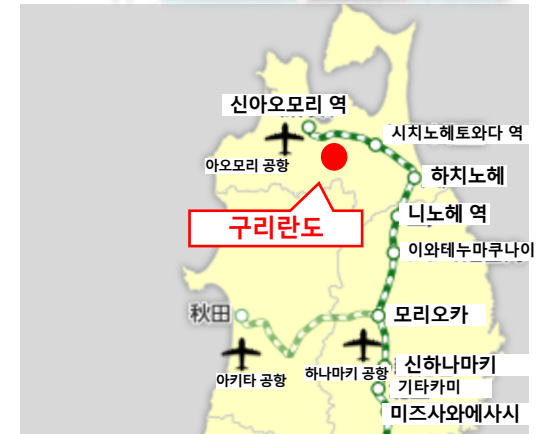 신아오모리 역
시치노헤토와다 역
아오모리 공항
하치노헤
니노헤 역
구리란도
이와테누마쿠나이
秋田
모리오카
신하나마키
하나마키 공항
아키타 공항
기타카미
미즈사와에사시